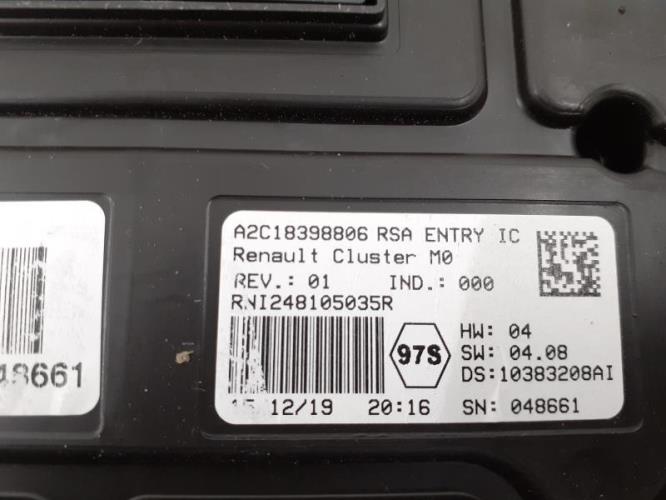 A2C18398806 RSA ENTRY IC
Renault Cluster M0
REV.: 01 IND.: 000
RNI248105035R
97S
HW: 04
SW: 04.08
DS:10383208AI
12/19 20:16 SN: 048661
48661